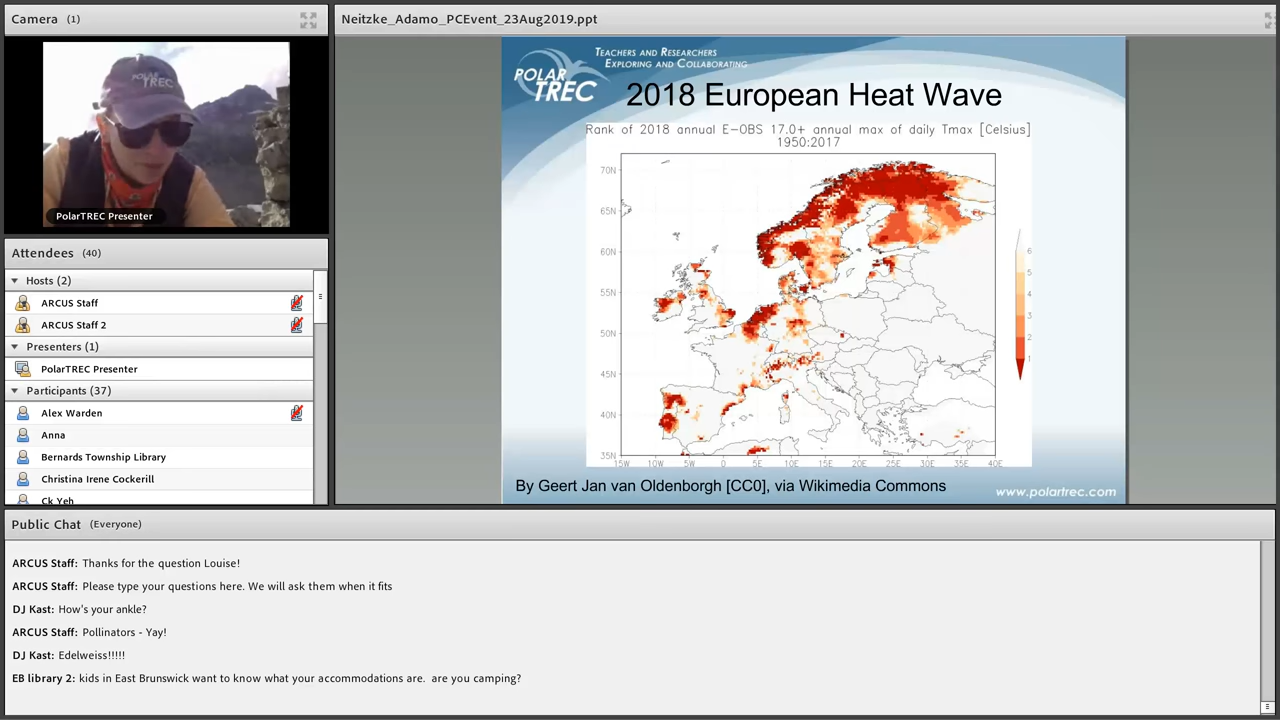 Camera (1)
POLAR
TREC
PolarTREC Presenter
Attendees (40)
Hosts (2)
ARCUS Staff
ARCUS Staff 2
Presenters (1)
PolarTREC Presenter
Participants (37)
Alex Warden
Anna
Bernards Township Library
Christina Irene Cockerill
Ck Yeh
Neitzke_Adamo_PCEvent_23Aug2019.ppt
POLAR
TREC
TEACHERS AND RESEARCHERS
EXPLORING AND COLLABORATING
2018 European Heat Wave
Rank of 2018 annual E-OBS 17.0+ annual max of daily Tmax [Celsius]
1950:2017
70N
65N
60N
55N
50N
45N
40N
35N
15W 10W 5W 0 5E 10E 15E 20E 25E 30E 35E 40E
6
5
4
3
2
1
By Geert Jan van Oldenborgh [CC0], via Wikimedia Commons
www.polartrec.com
Public Chat (Everyone)
ARCUS Staff: Thanks for the question Louise!
ARCUS Staff: Please type your questions here. We will ask them when it fits
DJ Kast: How's your ankle?
ARCUS Staff: Pollinators - Yay!
DJ Kast: Edelweiss!!!!!
EB library 2: kids in East Brunswick want to know what your accommodations are. are you camping?